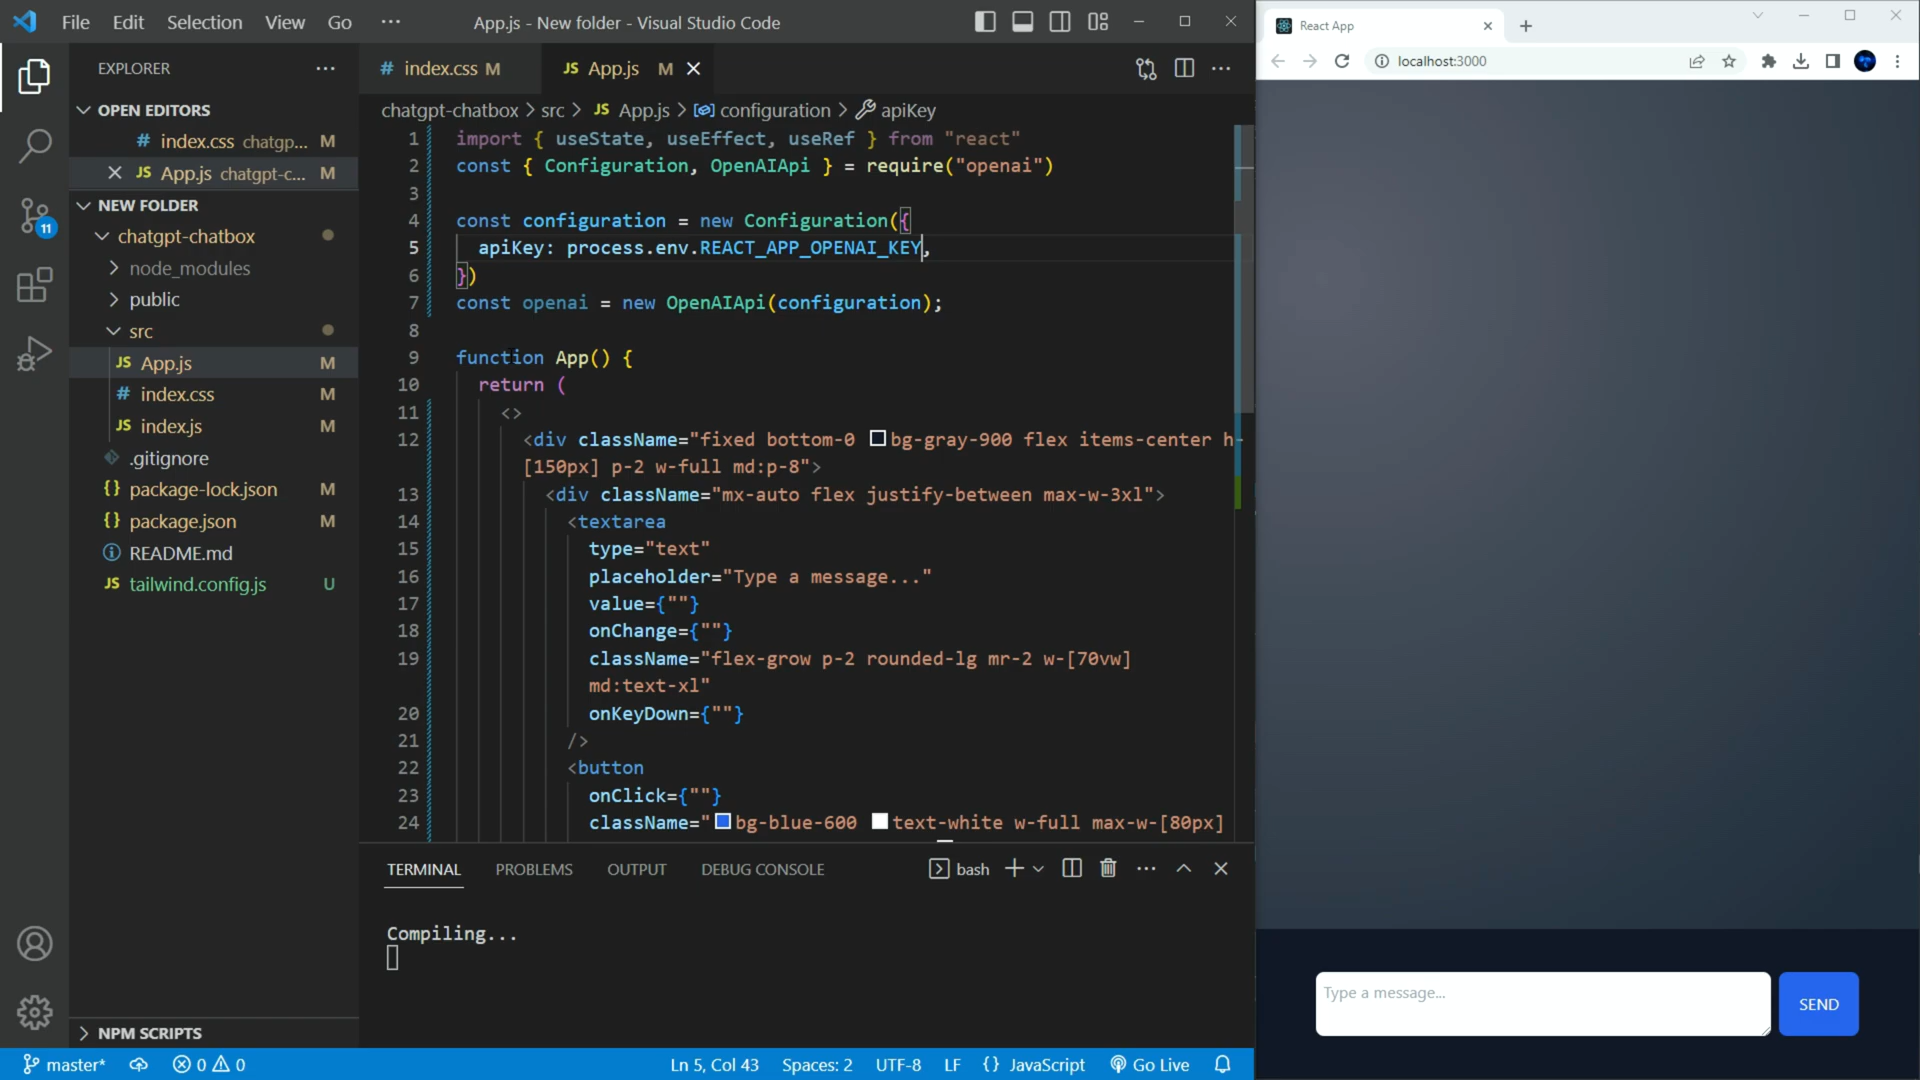 File Edit Selection View Go ··· App.js - New folder - Visual Studio Code
EXPLORER
OPEN EDITORS
# index.css chatgp... M
JS App.js chatgpt-c... M
NEW FOLDER
chatgpt-chatbox
node_modules
public
src
JS App.js M
# index.css M
JS index.js M
.gitignore
{} package-lock.json M
{} package.json M
README.md
JS tailwind.config.js U
NPM SCRIPTS
11
# index.css M JS App.js M
chatgpt-chatbox > src > JS App.js > configuration > apiKey
1 import { useState, useEffect, useRef } from "react"
2 const { Configuration, OpenAIApi } = require("openai")
3
4 const configuration = new Configuration({
5 apiKey: process.env.REACT_APP_OPENAI_KEY,
6 })
7 const openai = new OpenAIApi(configuration);
8
9 function App() {
10 return (
11 <>
12 <div className="fixed bottom-0 bg-gray-900 flex items-center h-
[150px] p-2 w-full md:p-8">
13 <div className="mx-auto flex justify-between max-w-3xl">
14 <textarea
15 type="text"
16 placeholder="Type a message..."
17 value={""}
18 onChange={""}
19 className="flex-grow p-2 rounded-lg mr-2 w-[70vw]
md:text-xl"
20 onKeyDown={""}
21 />
22 <button
23 onClick={""}
24 className="bg-blue-600 text-white w-full max-w-[80px]
TERMINAL PROBLEMS OUTPUT DEBUG CONSOLE bash
Compiling...
master* 0 0 Ln 5, Col 43 Spaces: 2 UTF-8 LF {} JavaScript Go Live
React App
localhost:3000
Type a message...
SEND